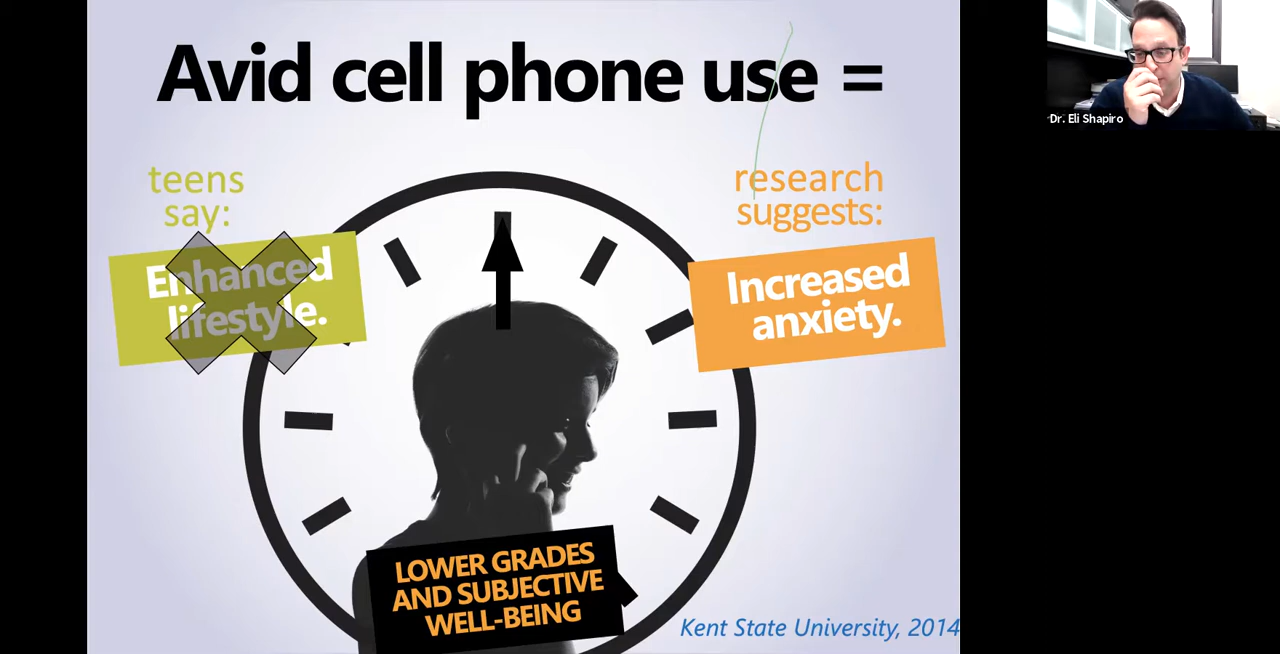 Avid cell phone use =
teens
say:
Enhanced
lifestyle.
research
suggests:
Increased
anxiety.
LOWER GRADES
AND SUBJECTIVE
WELL-BEING
Kent State University, 2014
Dr. Eli Shapiro